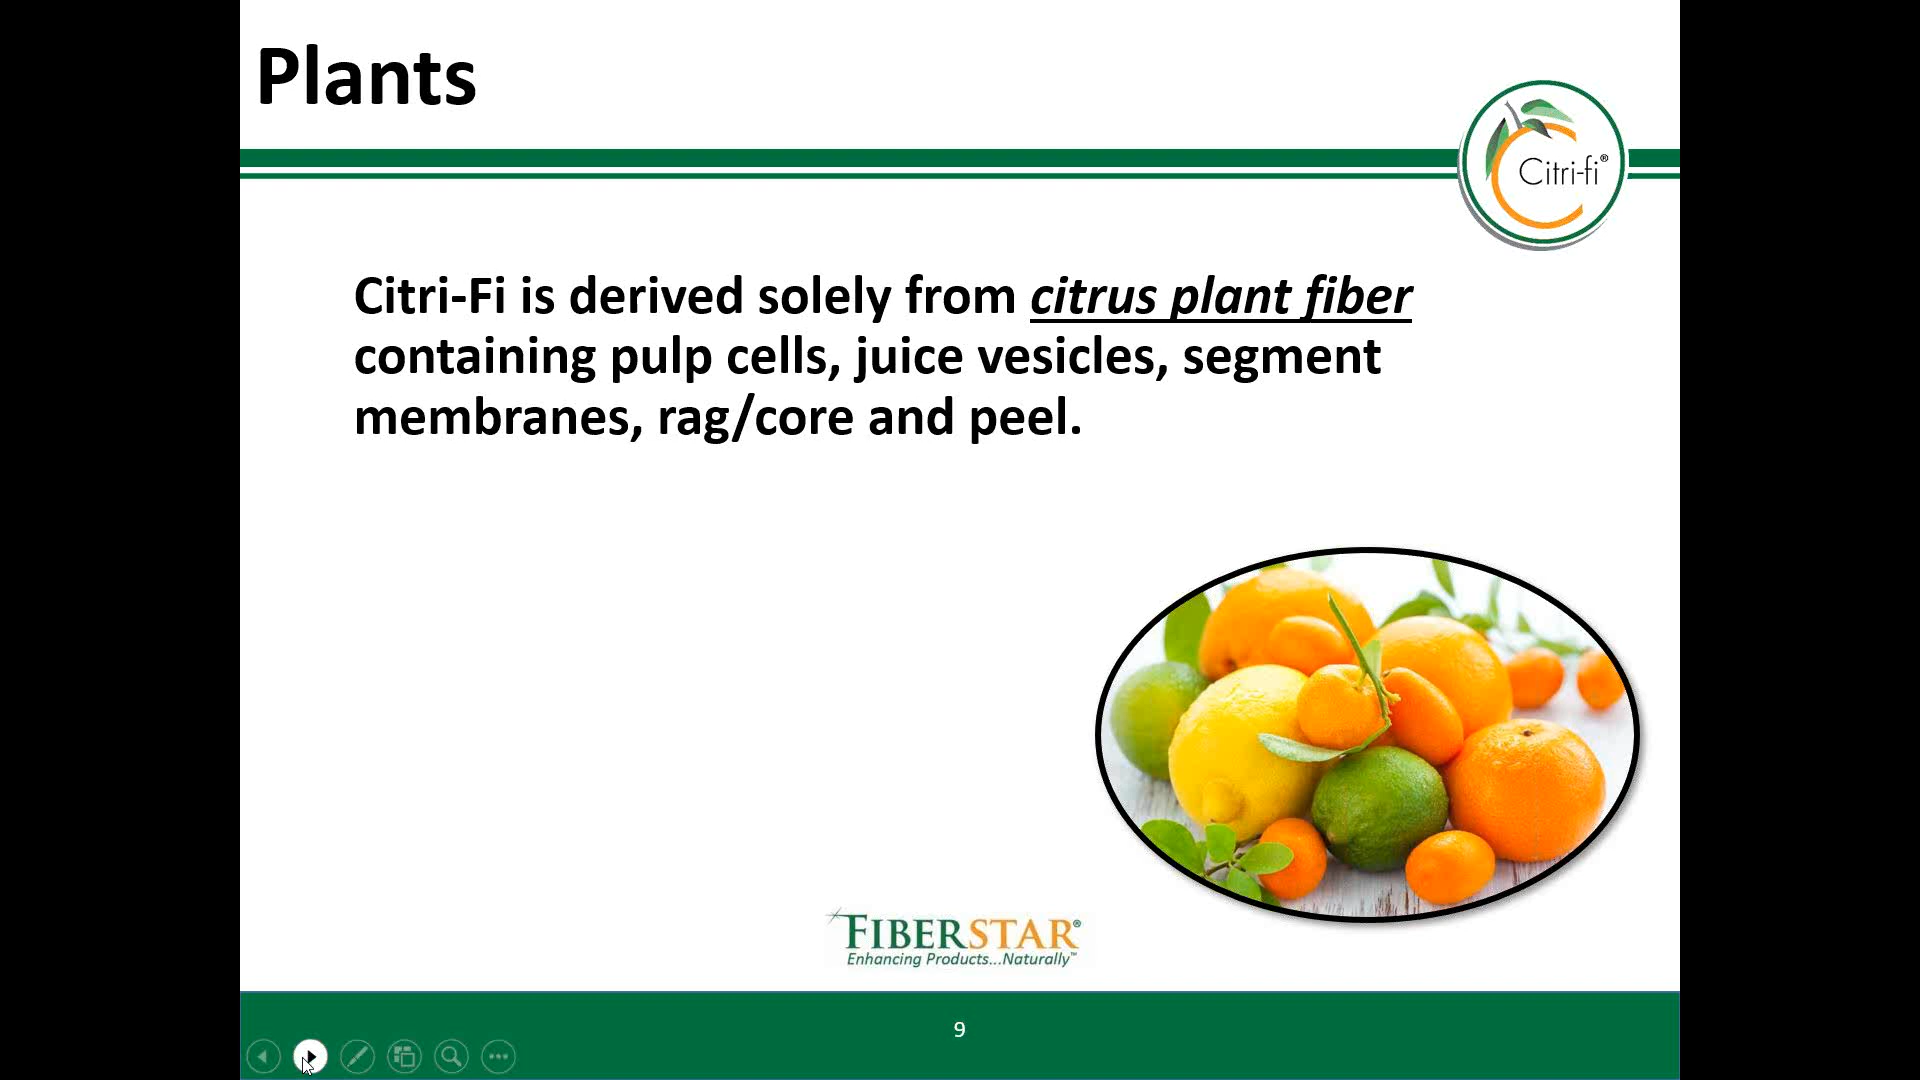 Plants
Citri-fi®
Citri-Fi is derived solely from citrus plant fiber
containing pulp cells, juice vesicles, segment
membranes, rag/core and peel.
FIBERSTAR®
Enhancing Products...Naturally™
9